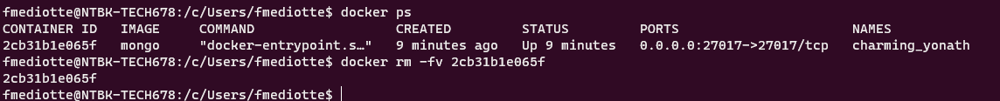 fmediotte@NTBK-TECH678:/c/Users/fmediotte$ docker ps
CONTAINER ID   IMAGE     COMMAND                  CREATED         STATUS         PORTS                      NAMES
2cb31b1e065f   mongo     "docker-entrypoint.s…"   9 minutes ago   Up 9 minutes   0.0.0.0:27017->27017/tcp   charming_yonath
fmediotte@NTBK-TECH678:/c/Users/fmediotte$ docker rm -fv 2cb31b1e065f
2cb31b1e065f
fmediotte@NTBK-TECH678:/c/Users/fmediotte$